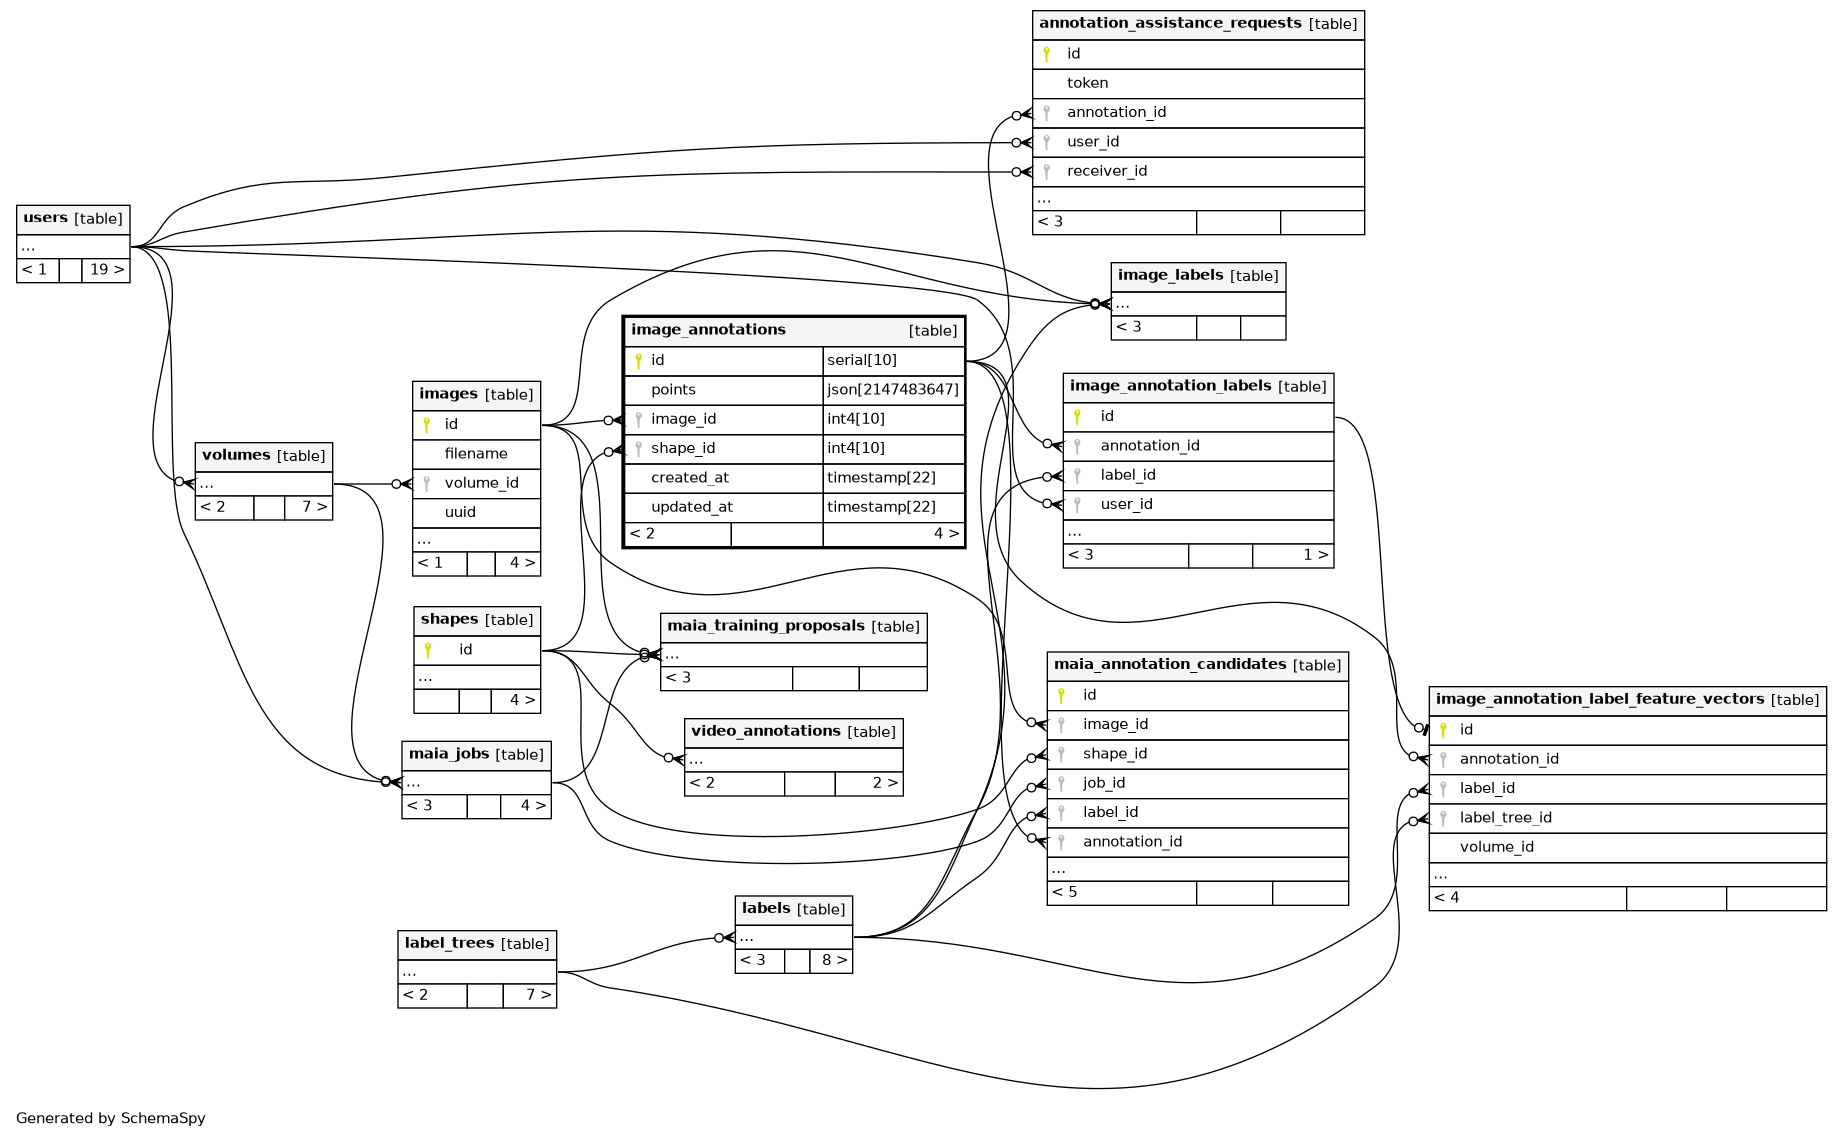 annotation_assistance_requests [table]
id
token
annotation_id
user_id
receiver_id
...
< 3
users [table]
...
< 1 19 >
image_labels [table]
...
< 3
image_annotations [table]
id serial[10]
points json[2147483647]
image_id int4[10]
shape_id int4[10]
created_at timestamp[22]
updated_at timestamp[22]
< 2 4 >
images [table]
id
filename
volume_id
uuid
...
< 1 4 >
image_annotation_labels [table]
id
annotation_id
label_id
user_id
...
< 3 1 >
volumes [table]
...
< 2 7 >
shapes [table]
id
...
4 >
maia_training_proposals [table]
...
< 3
maia_annotation_candidates [table]
id
image_id
shape_id
job_id
label_id
annotation_id
...
< 5
image_annotation_label_feature_vectors [table]
id
annotation_id
label_id
label_tree_id
volume_id
...
< 4
video_annotations [table]
...
< 2 2 >
maia_jobs [table]
...
< 3 4 >
labels [table]
...
< 3 8 >
label_trees [table]
...
< 2 7 >
Generated by SchemaSpy